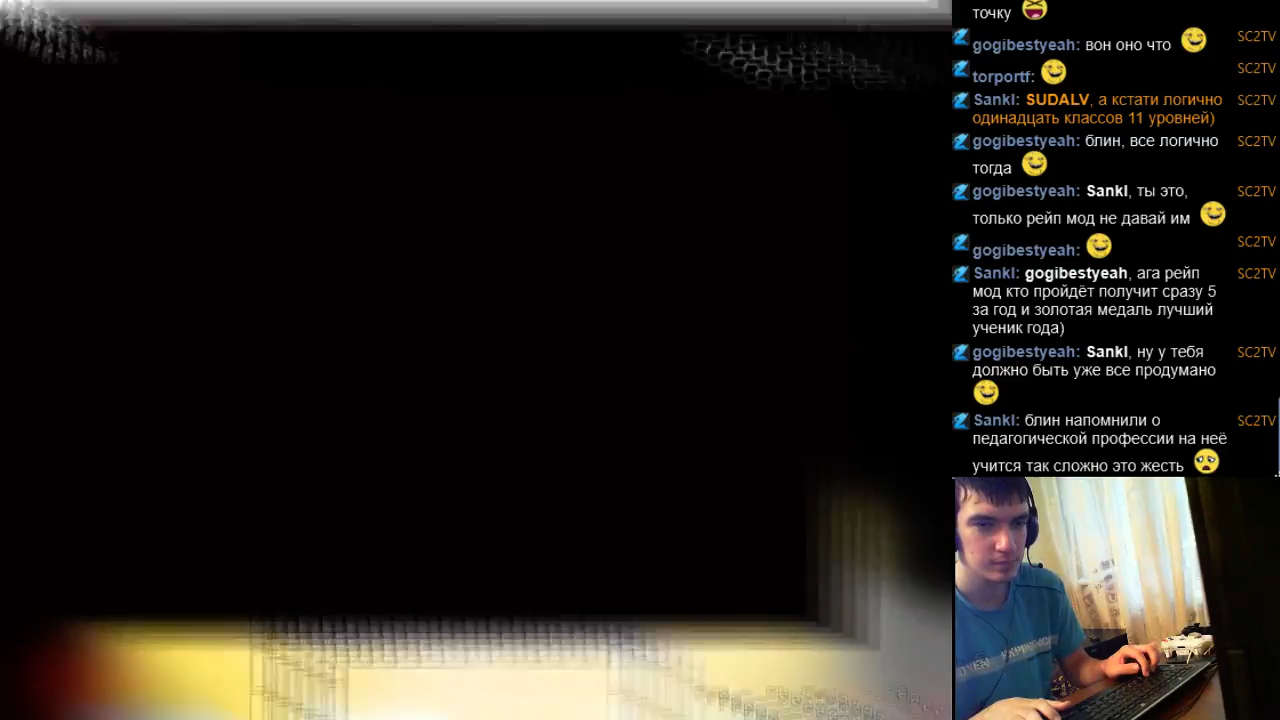 точку
gogibestyeah: вон оно что SC2TV
torportf: SC2TV
Sankl: SUDALV, а кстати логично SC2TV
одинадцать классов 11 уровней)
gogibestyeah: блин, все логично SC2TV
тогда
gogibestyeah: Sankl, ты это, SC2TV
только рейп мод не давай им
gogibestyeah: SC2TV
Sankl: gogibestyeah, ага рейп SC2TV
мод кто пройдёт получит сразу 5
за год и золотая медаль лучший
ученик года)
gogibestyeah: Sankl, ну у тебя SC2TV
должно быть уже все продумано
Sankl: блин напомнили о SC2TV
педагогической профессии на неё
учится так сложно это жесть